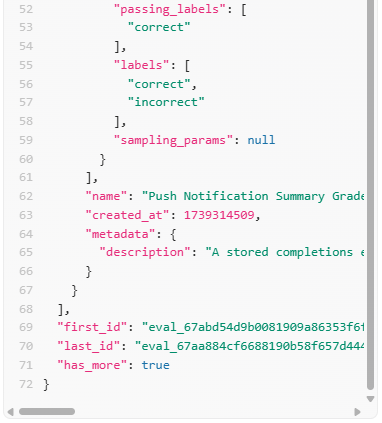 52 "passing_labels": [
53 "correct"
54 ],
55 "labels": [
56 "correct",
57 "incorrect"
58 ],
59 "sampling_params": null
60 }
61 ],
62 "name": "Push Notification Summary Grade
63 "created_at": 1739314509,
64 "metadata": {
65 "description": "A stored completions e
66 }
67 }
68 ],
69 "first_id": "eval_67abd54d9b0081909a86353f6f
70 "last_id": "eval_67aa884cf6688190b58f657d444
71 "has_more": true
72 }